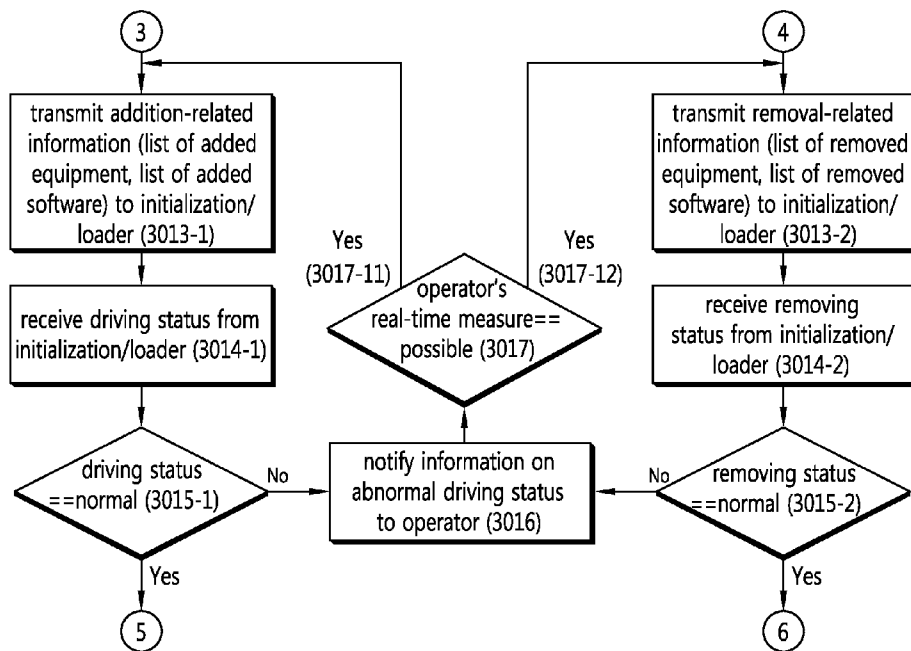 3
4
transmit addition-related
information (list of added
equipment, list of added
software) to initialization/
loader (3013-1)
transmit removal-related
information (list of removed
equipment, list of removed
software) to initialization/
loader (3013-2)
Yes
(3017-11)
Yes
(3017-12)
operator's
real-time measure==
possible (3017)
receive driving status from
initialization/loader (3014-1)
receive removing
status from initialization/
loader (3014-2)
driving status
==normal (3015-1)
No
notify information on
abnormal driving status
to operator (3016)
No
removing status
==normal (3015-2)
Yes
Yes
5
6